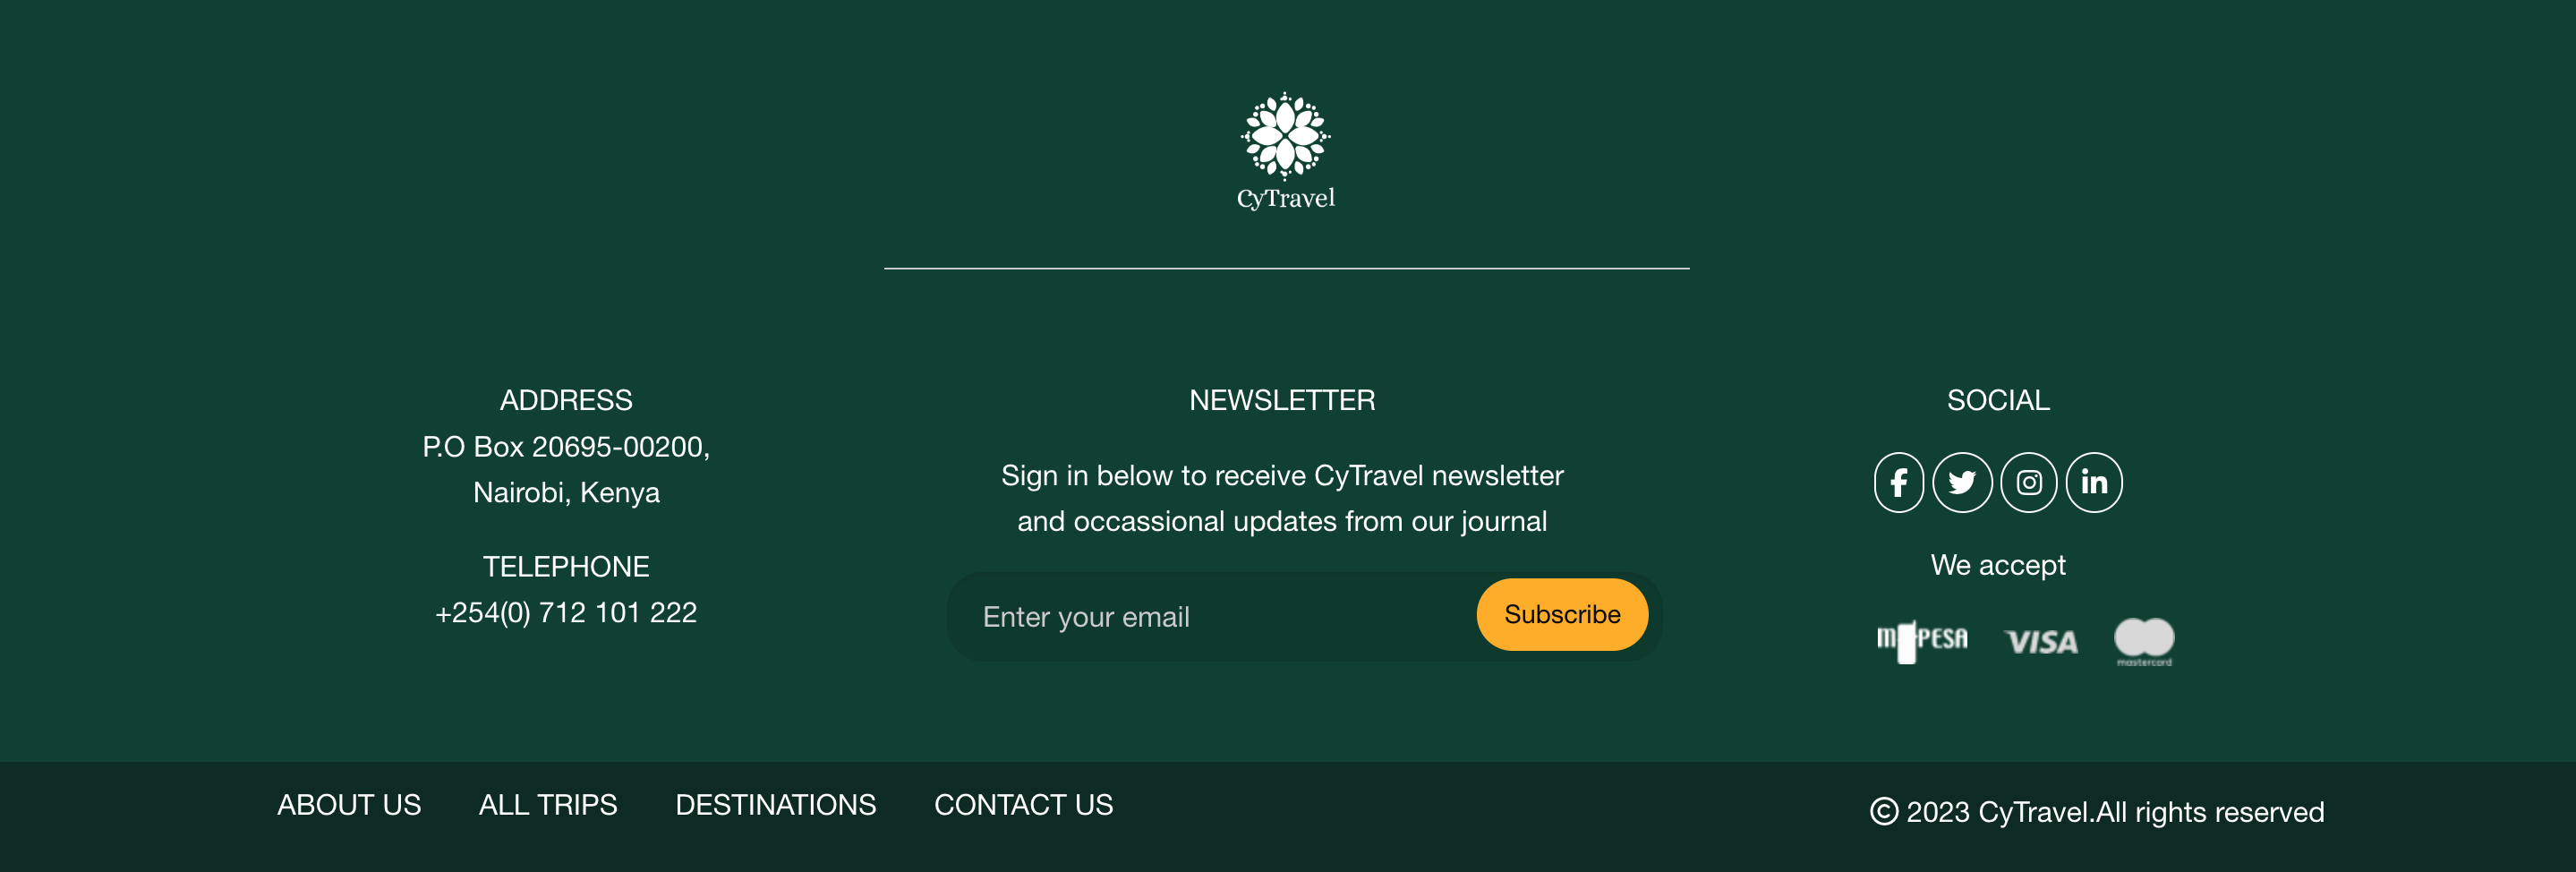 CyTravel
ADDRESS
P.O Box 20695-00200,
Nairobi, Kenya
TELEPHONE
+254(0) 712 101 222
NEWSLETTER
Sign in below to receive CyTravel newsletter
and occassional updates from our journal
Enter your email
Subscribe
SOCIAL
We accept
m-PESA VISA mastercard
ABOUT US ALL TRIPS DESTINATIONS CONTACT US
© 2023 CyTravel.All rights reserved